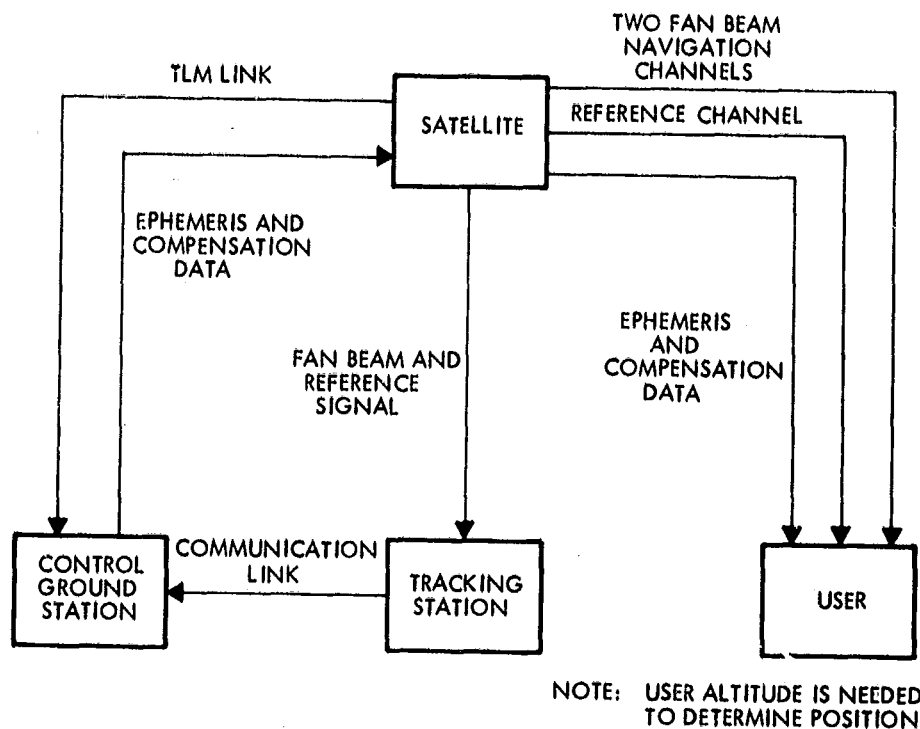 TWO FAN BEAM
NAVIGATION
CHANNELS
TLM LINK
REFERENCE CHANNEL
SATELLITE
EPHEMERIS AND
COMPENSATION
DATA
EPHEMERIS
AND
COMPENSATION
DATA
FAN BEAM AND
REFERENCE
SIGNAL
CONTROL
GROUND
STATION
COMMUNICATION
LINK
TRACKING
STATION
USER
NOTE: USER ALTITUDE IS NEEDED
TO DETERMINE POSITION